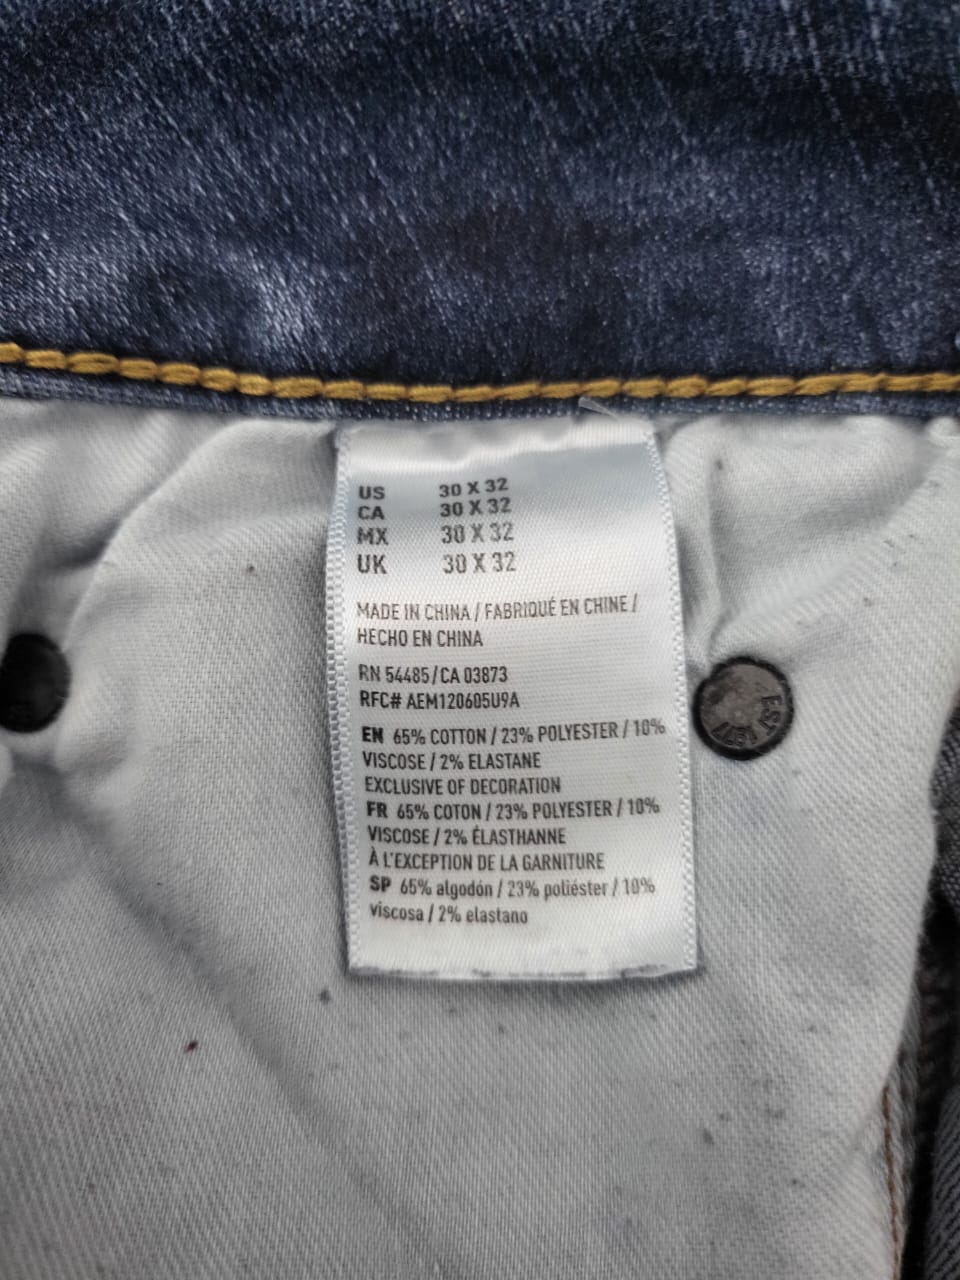 US 30 X 32
CA 30 X 32
MX 30 X 32
UK 30 X 32
MADE IN CHINA / FABRIQUÉ EN CHINE /
HECHO EN CHINA
RN 54485/CA 03873
RFC# AEM120605U9A
EN 65% COTTON / 23% POLYESTER / 10%
VISCOSE / 2% ELASTANE
EXCLUSIVE OF DECORATION
FR 65% COTON / 23% POLYESTER / 10%
VISCOSE / 2% ÉLASTHANNE
À L'EXCEPTION DE LA GARNITURE
SP 65% algodón / 23% poliéster / 10%
viscosa / 2% elastano
EST 1977